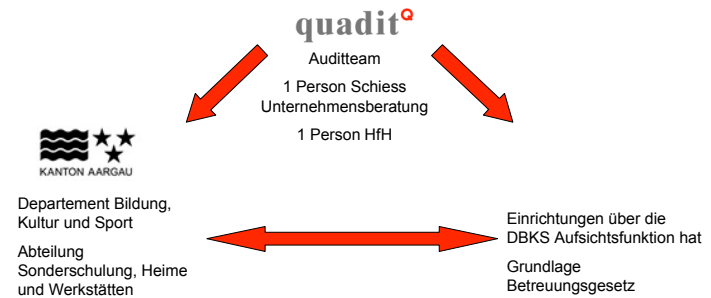 quadit Q
Auditteam
1 Person Schiess
Unternehmensberatung
1 Person HfH
KANTON AARGAU
Departement Bildung,
Kultur und Sport
Abteilung
Sonderschulung, Heime
und Werkstätten
Einrichtungen über die
DBKS Aufsichtsfunktion hat
Grundlage
Betreuungsgesetz